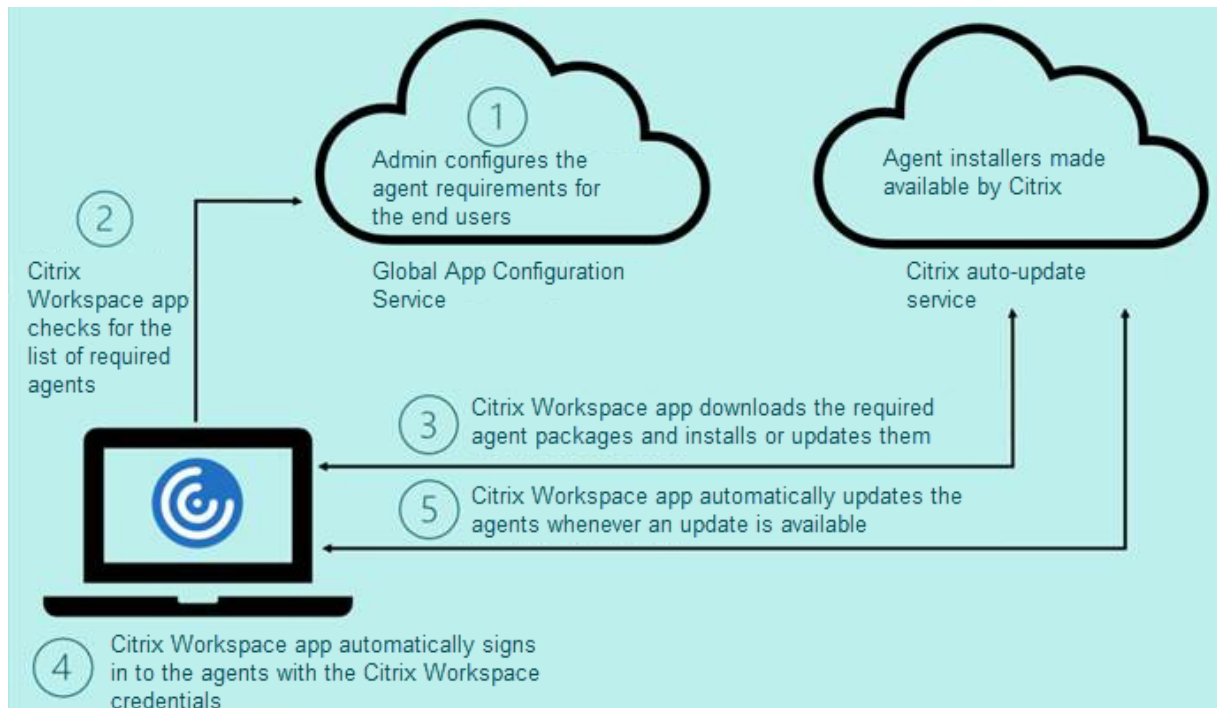 1
Admin configures the
agent requirements for
the end users
Global App Configuration
Service
Agent installers made
available by Citrix
Citrix auto-update
service
2
Citrix
Workspace app
checks for the
list of required
agents
3
Citrix Workspace app downloads the required
agent packages and installs or updates them
5
Citrix Workspace app automatically updates the
agents whenever an update is available
4
Citrix Workspace app automatically signs
in to the agents with the Citrix Workspace
credentials